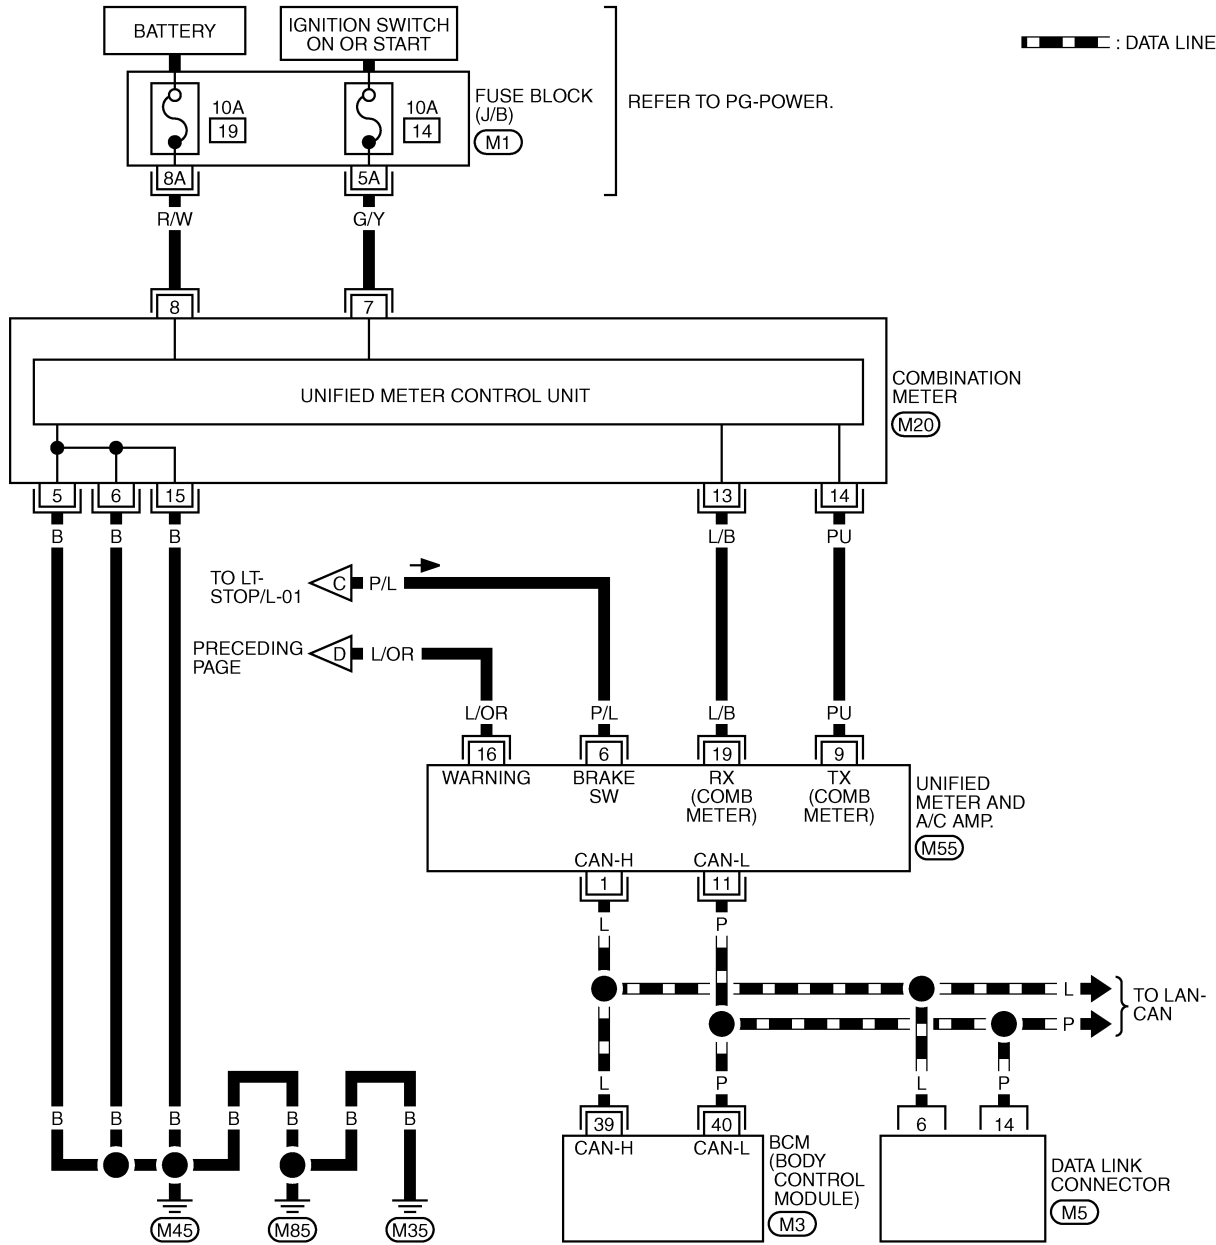 BATTERY
IGNITION SWITCH
ON OR START
: DATA LINE
10A
19
10A
14
FUSE BLOCK
(J/B)
M1
REFER TO PG-POWER.
8A
5A
R/W
G/Y
8
7
UNIFIED METER CONTROL UNIT
COMBINATION
METER
M20
5
6
15
13
14
B
B
B
L/B
PU
TO LT-
STOP/L-01
C
P/L
PRECEDING
PAGE
D
L/OR
L/OR
P/L
L/B
PU
16
6
19
9
WARNING
BRAKE
SW
RX
(COMB
METER)
TX
(COMB
METER)
UNIFIED
METER AND
A/C AMP.
M55
CAN-H
CAN-L
1
11
L
P
L
P
TO LAN-
CAN
L
P
L
P
B
B
B
B
B
B
B
39
40
6
14
CAN-H
CAN-L
BCM
(BODY
CONTROL
MODULE)
M3
DATA LINK
CONNECTOR
M5
M45
M85
M35